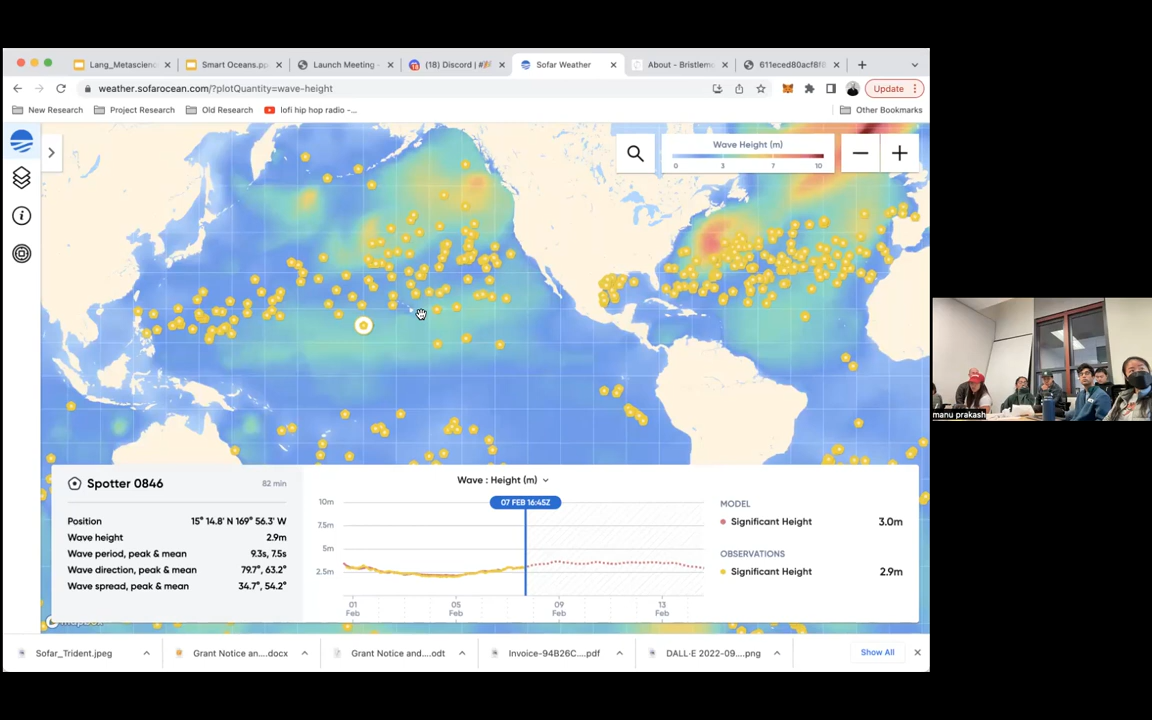 Lang_Metascienc
Smart Oceans.pp
Launch Meeting -
(18) Discord | #
Sofar Weather
About - Bristlemo
611eced80acf8f8
weather.sofarocean.com/?plotQuantity=wave-height
Update
New Research
Project Research
Old Research
lofi hip hop radio -...
Other Bookmarks
Wave Height (m)
0 3 7 10
Spotter 0846
82 min
Position 15° 14.8' N 169° 56.3' W
Wave height 2.9m
Wave period, peak & mean 9.3s, 7.5s
Wave direction, peak & mean 79.7°, 63.2°
Wave spread, peak & mean 34.7°, 54.2°
Wave : Height (m)
07 FEB 16:45Z
10m
7.5m
5m
2.5m
01 Feb
05 Feb
09 Feb
13 Feb
MODEL
Significant Height 3.0m
OBSERVATIONS
Significant Height 2.9m
mapbox
manu prakash
Sofar_Trident.jpeg
Grant Notice an....docx
Grant Notice and....odt
Invoice-94B26C....pdf
DALL·E 2022-09....png
Show All